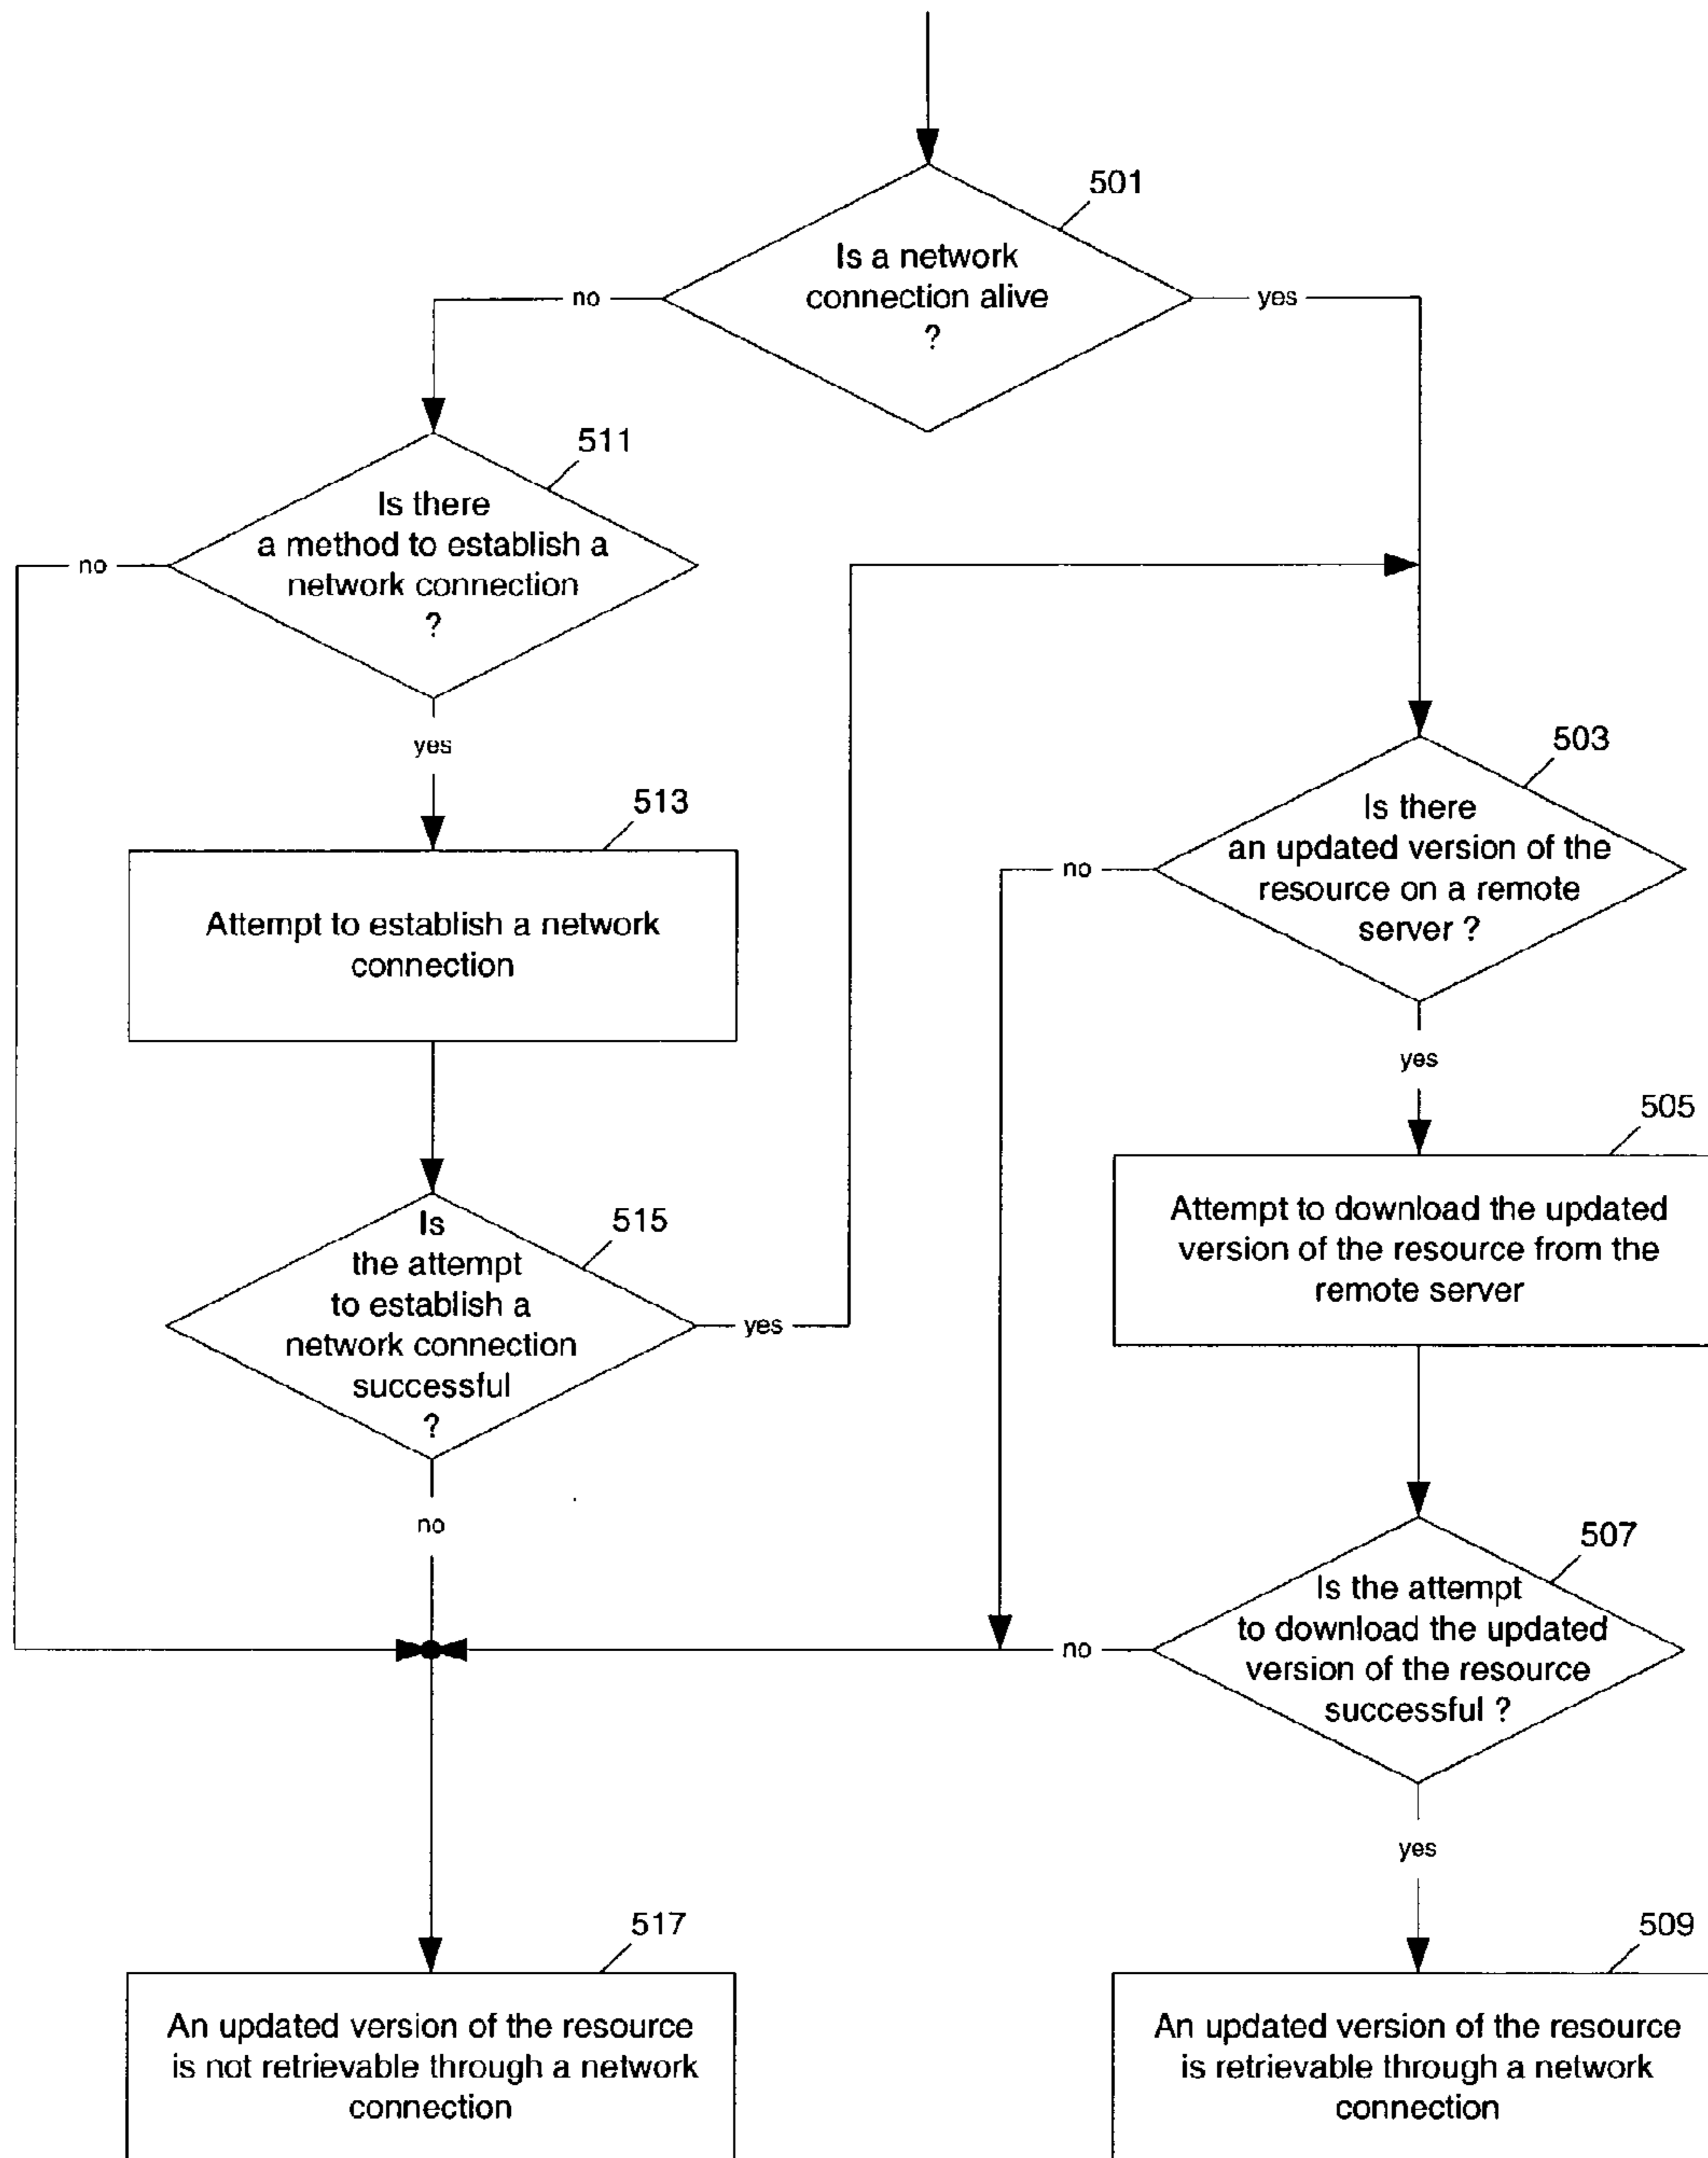 501
Is a network
connection alive
?
no
yes
511
Is there
a method to establish a
network connection
?
no
yes
503
Is there
an updated version of the
resource on a remote
server ?
no
yes
513
Attempt to establish a network
connection
505
Attempt to download the updated
version of the resource from the
remote server
515
Is
the attempt
to establish a
network connection
successful
?
yes
no
507
Is the attempt
to download the updated
version of the resource
successful ?
no
yes
517
An updated version of the resource
is not retrievable through a network
connection
509
An updated version of the resource
is retrievable through a network
connection